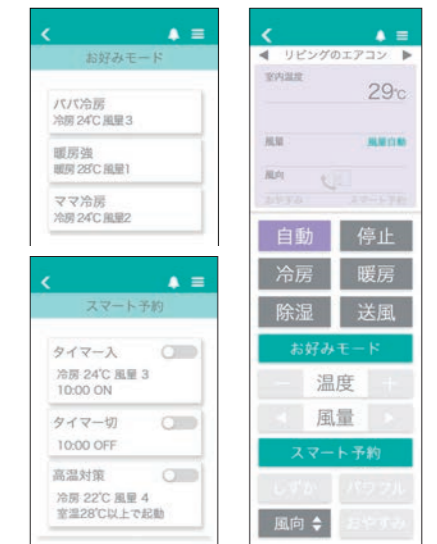 お好みモード
パパ冷房
冷房 24℃ 風量3
暖房強
暖房 28℃ 風量1
ママ冷房
冷房 24℃ 風量2
スマート予約
タイマー入
冷房 24℃ 風量 3
10:00 ON
タイマー切
10:00 OFF
高温対策
冷房 22℃ 風量 4
室温28℃以上で起動
◀ リビングのエアコン ▶
室内温度
29℃
風量 風量自動
風向
おやすみ スマート予約
自動 停止
冷房 暖房
除湿 送風
お好みモード
− 温度 +
◀ 風量 ▶
スマート予約
しずか パワフル
風向 おやすみ